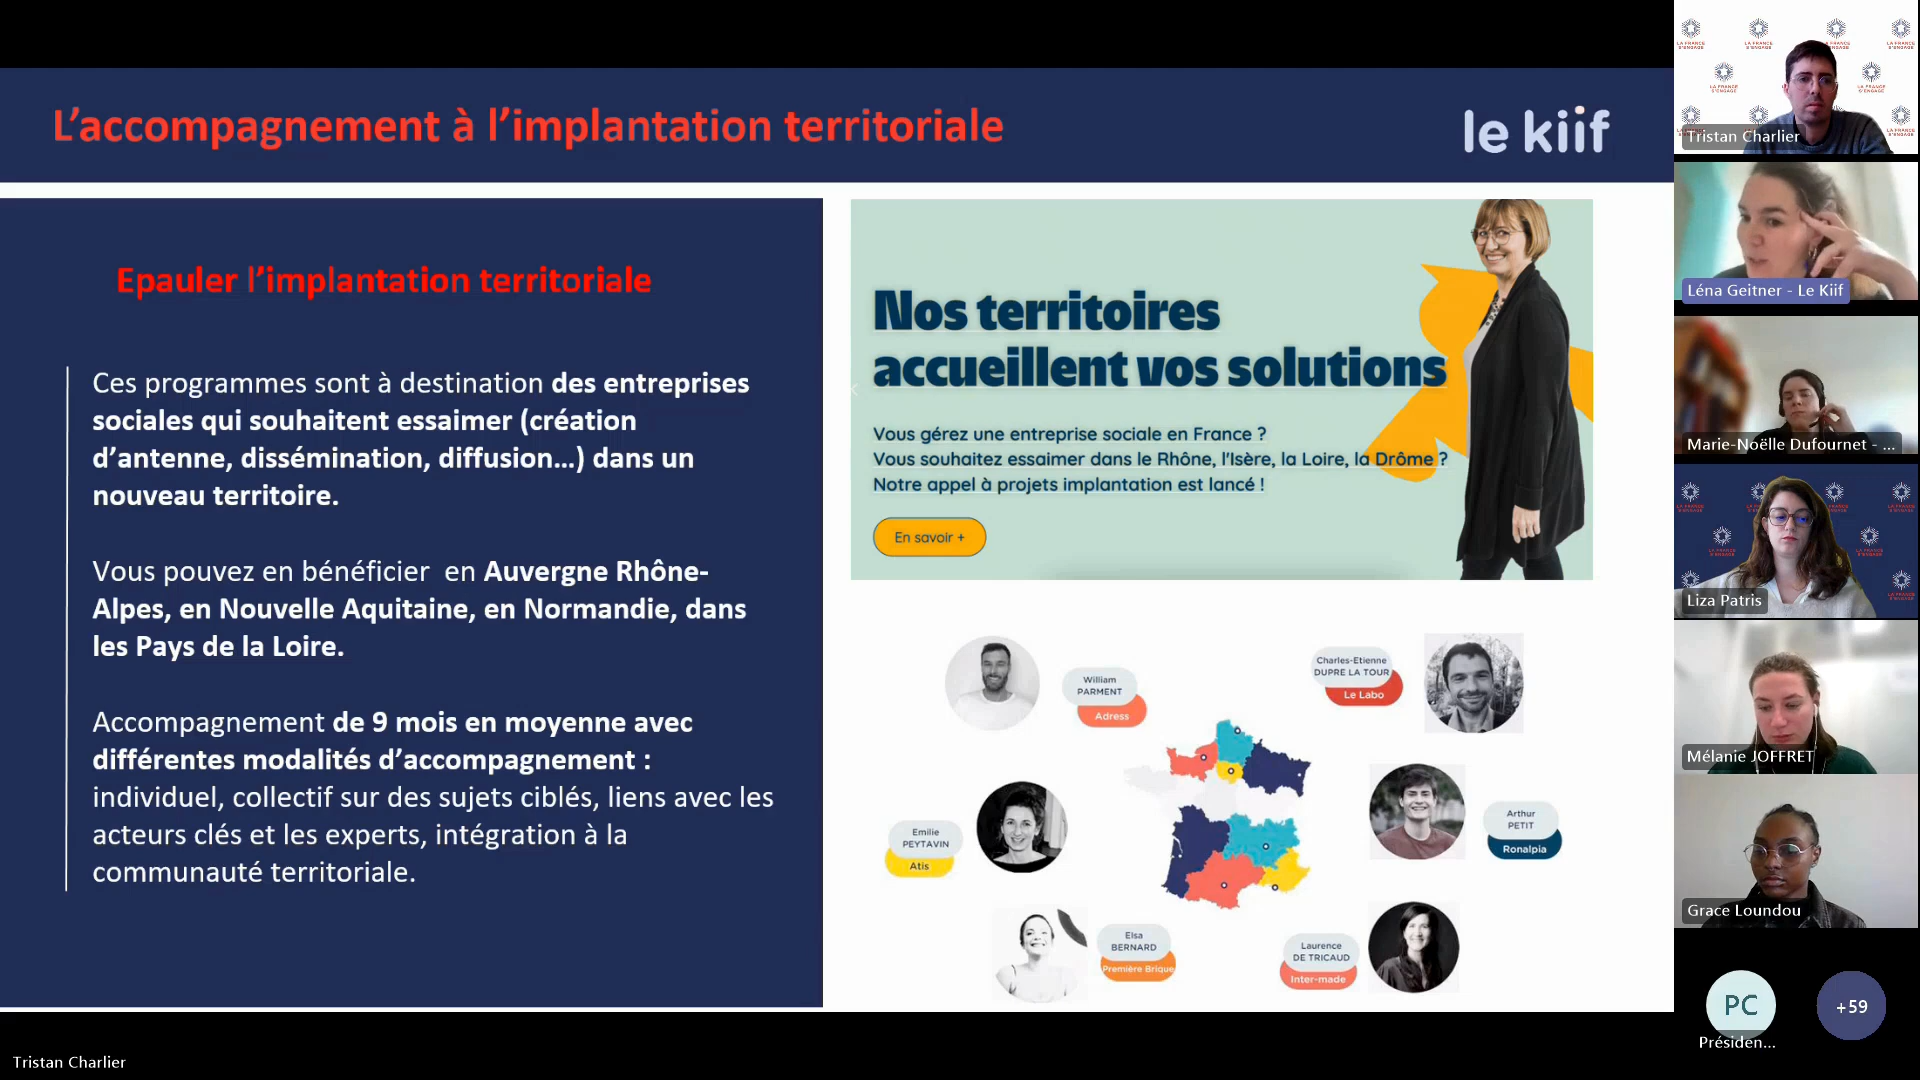 L’accompagnement à l’implantation territoriale
le kiif
Epauler l’implantation territoriale
Ces programmes sont à destination des entreprises
sociales qui souhaitent essaimer (création
d’antenne, dissémination, diffusion…) dans un
nouveau territoire.
Vous pouvez en bénéficier  en Auvergne Rhône-
Alpes, en Nouvelle Aquitaine, en Normandie, dans
les Pays de la Loire.
Accompagnement de 9 mois en moyenne avec
différentes modalités d’accompagnement :
individuel, collectif sur des sujets ciblés, liens avec les
acteurs clés et les experts, intégration à la
communauté territoriale.
Nos territoires
accueillent vos solutions
Vous gérez une entreprise sociale en France ?
Vous souhaitez essaimer dans le Rhône, l'Isère, la Loire, la Drôme ?
Notre appel à projets implantation est lancé !
En savoir +
William
PARMENT
Adress
Charles-Etienne
DUPRE LA TOUR
Le Labo
Emilie
PEYTAVIN
Atis
Arthur
PETIT
Ronalpia
Elsa
BERNARD
Première Brique
Laurence
DE TRICAUD
Inter-made
LA FRANCE
S'ENGAGE
Tristan Charlier
Léna Geitner - Le Kiif
Marie-Noëlle Dufournet - ...
Liza Patris
Mélanie JOFFRET
Grace Loundou
PC
Présiden...
+59
Tristan Charlier